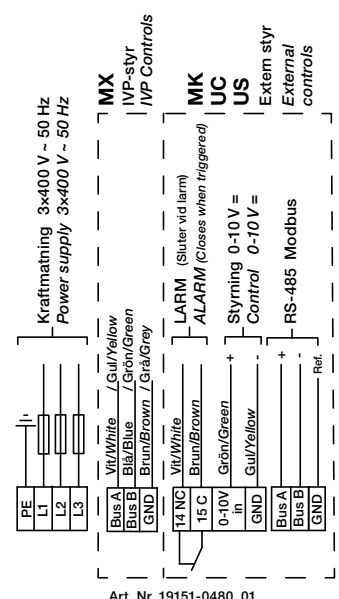 PE
L1
L2
L3
Kraftmatning 3x400 V ~ 50 Hz
Power supply 3x400 V ~ 50 Hz
MX
IVP-styr
IVP Controls
Bus A
Bus B
GND
Vit/White
/Gul/Yellow
Blå/Blue
/Grön/Green
Brun/Brown
/Grå/Grey
MK
UC
US
Extern styr
External
controls
14 NC
15 C
0-10V
in
GND
Vit/White
Brun/Brown
Grön/Green
+
Gul/Yellow
-
LARM (Sluter vid larm)
ALARM (Closes when triggered)
Styrning 0-10 V =
Control 0-10 V =
Bus A
Bus B
GND
+
-
Ref.
RS-485 Modbus
Art. Nr. 19151-0480_01